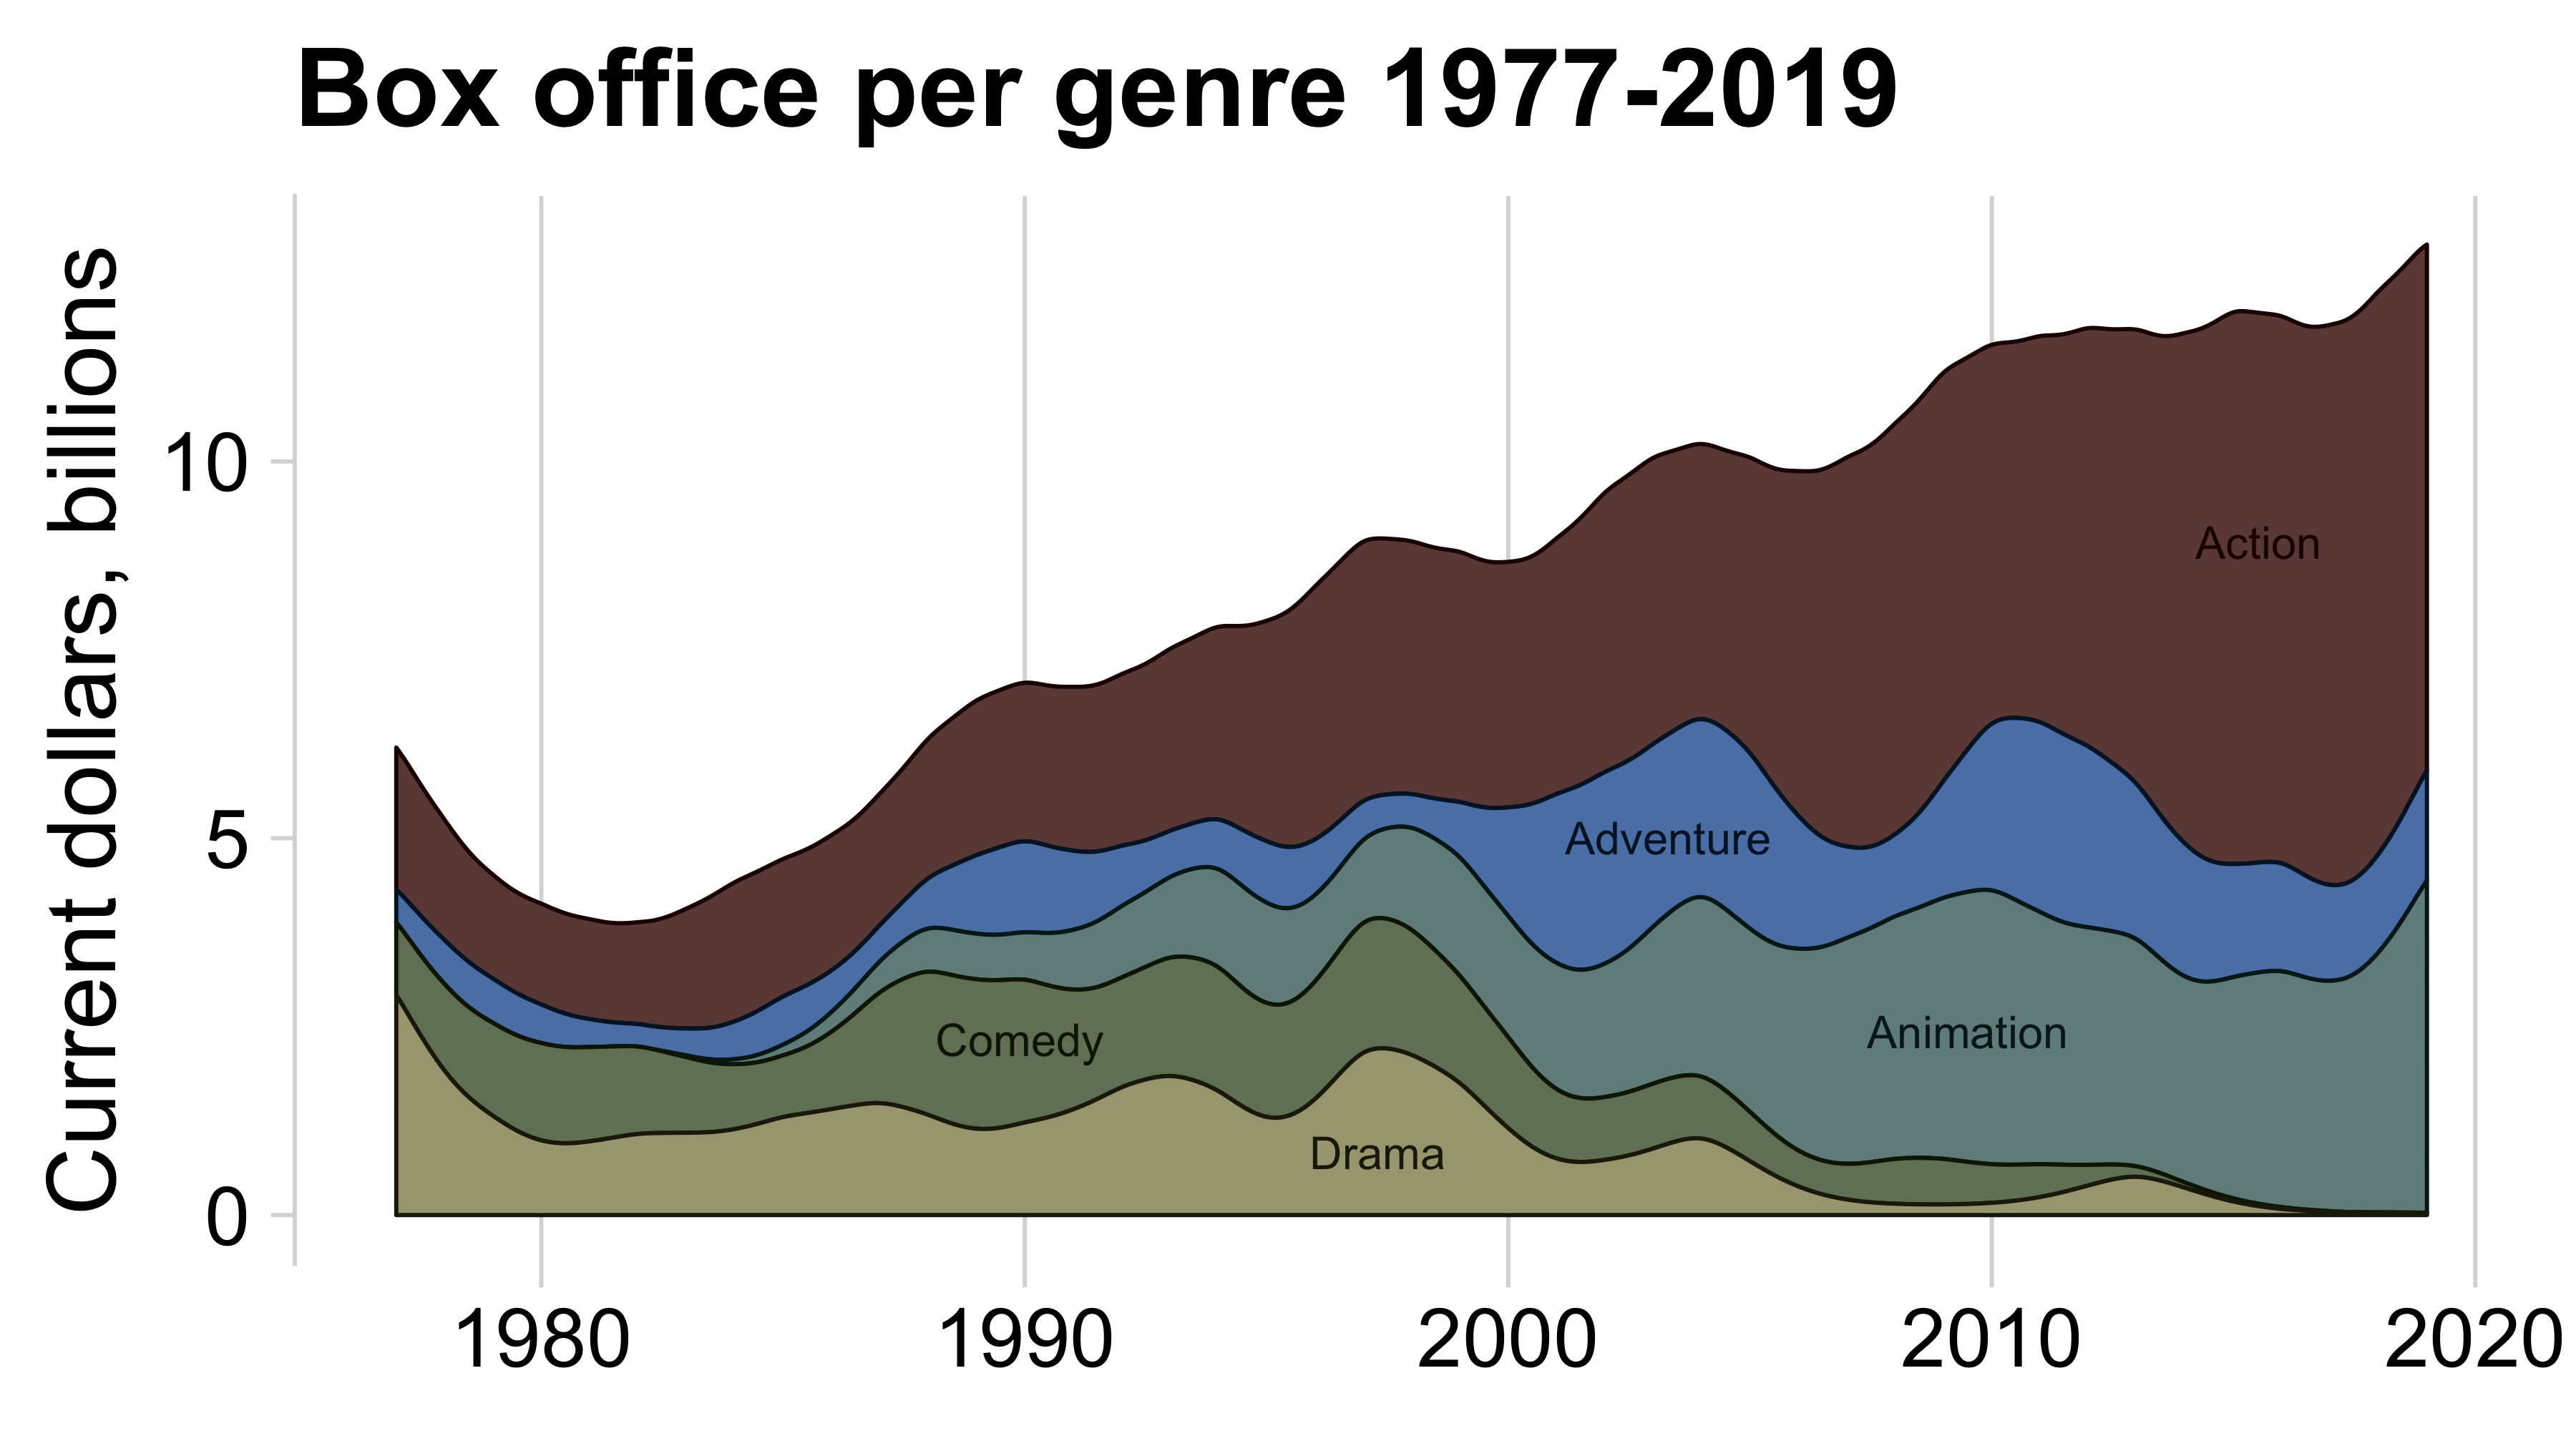 Box office per genre 1977-2019
Current dollars, billions
10
5
0
Action
Adventure
Comedy
Animation
Drama
1980
1990
2000
2010
2020